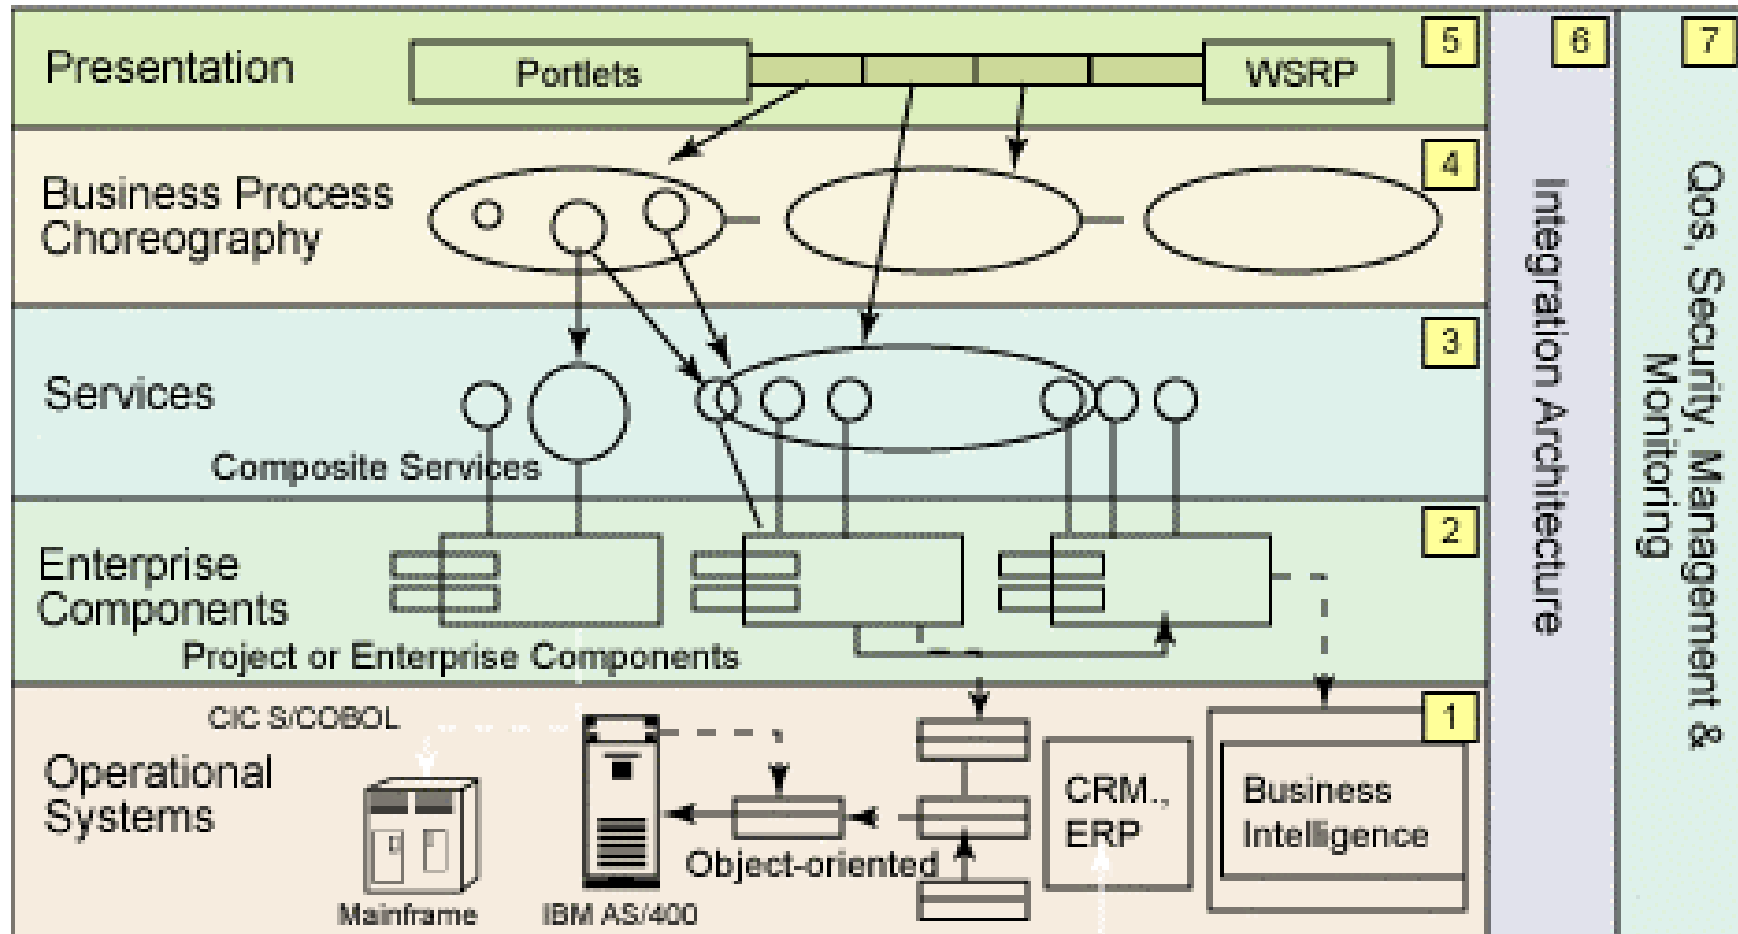 Presentation
Portlets
WSRP
5
6
7
Business Process
Choreography
4
Services
Composite Services
3
Enterprise
Components
Project or Enterprise Components
2
CIC S/COBOL
Operational
Systems
Mainframe
IBM AS/400
Object-oriented
CRM.,
ERP
Business
Intelligence
1
Integration Architecture
Qos, Security, Management &
Monitoring